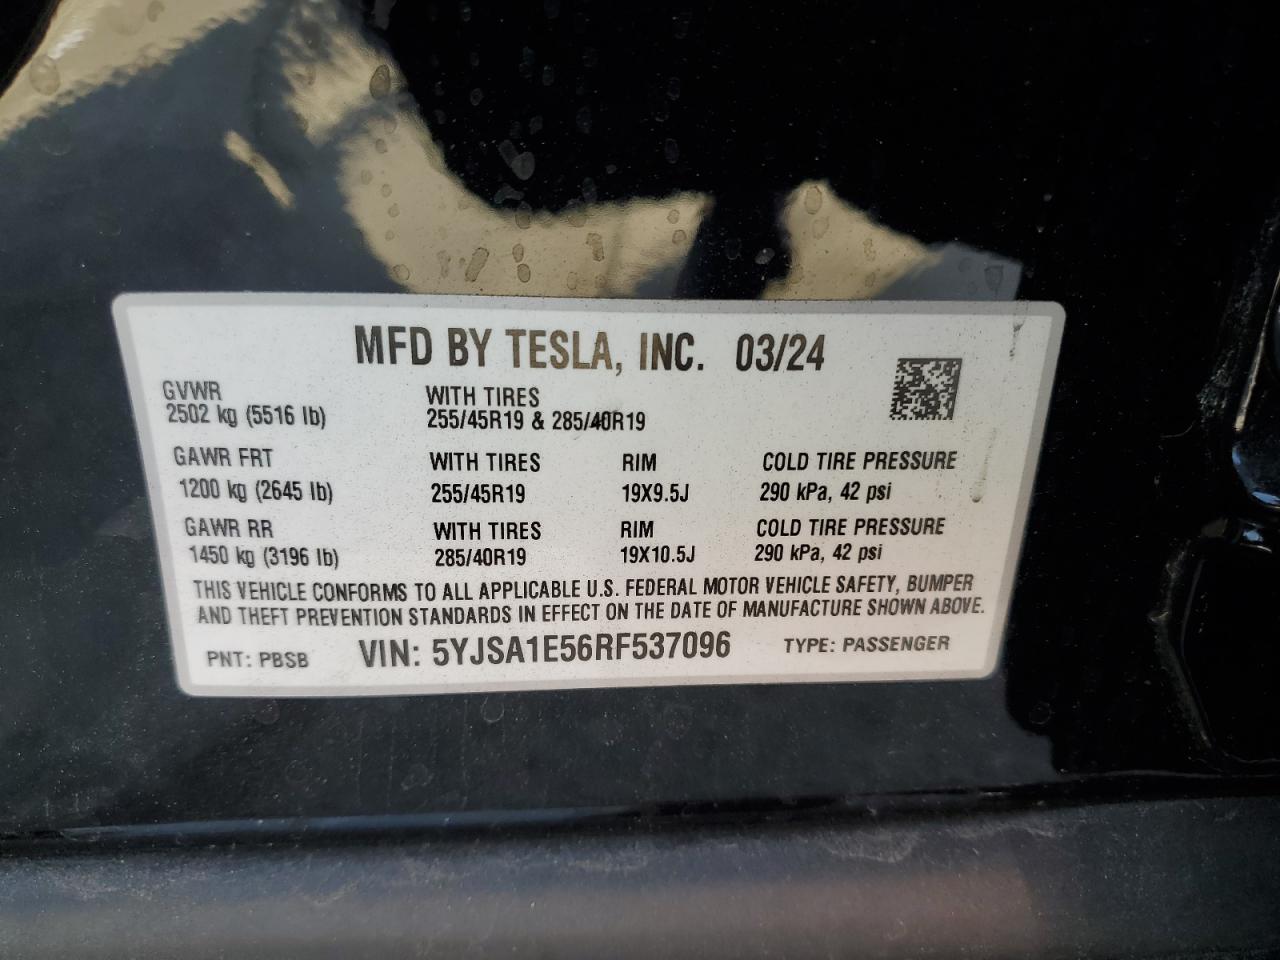 MFD BY TESLA, INC. 03/24
GVWR WITH TIRES
2502 kg (5516 lb) 255/45R19 & 285/40R19
GAWR FRT WITH TIRES RIM COLD TIRE PRESSURE
1200 kg (2645 lb) 255/45R19 19X9.5J 290 kPa, 42 psi
GAWR RR WITH TIRES RIM COLD TIRE PRESSURE
1450 kg (3196 lb) 285/40R19 19X10.5J 290 kPa, 42 psi
THIS VEHICLE CONFORMS TO ALL APPLICABLE U.S. FEDERAL MOTOR VEHICLE SAFETY, BUMPER
AND THEFT PREVENTION STANDARDS IN EFFECT ON THE DATE OF MANUFACTURE SHOWN ABOVE.
PNT: PBSB VIN: 5YJSA1E56RF537096 TYPE: PASSENGER